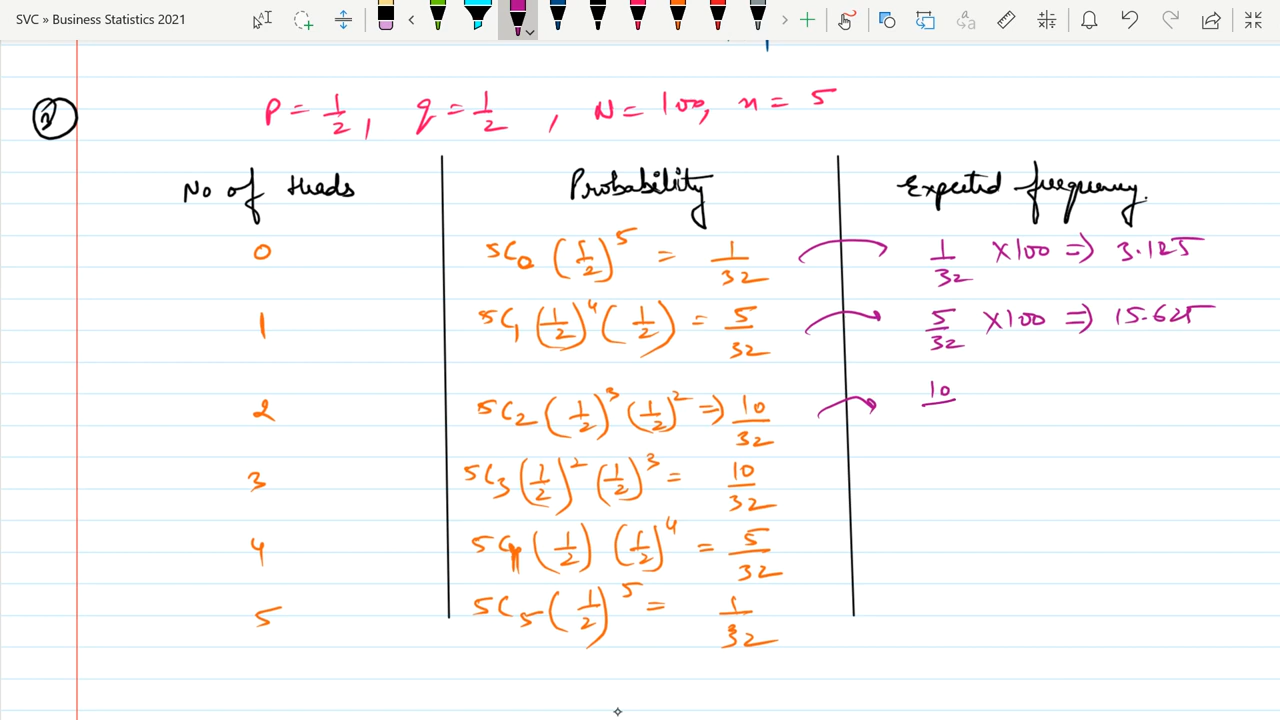 SVC » Business Statistics 2021
2
P = 1/2, q = 1/2, N = 100, n = 5
No of Heads Probability Expected frequency
0 5C0 (1/2)^5 = 1/32 1/32 ×100 => 3.125
1 5C1 (1/2)^4 (1/2) = 5/32 5/32 ×100 => 15.625
2 5C2 (1/2)^3 (1/2)^2 => 10/32 10
3 5C3 (1/2)^2 (1/2)^3 = 10/32
4 5C4 (1/2) (1/2)^4 = 5/32
5 5C5 (1/2)^5 = 1/32